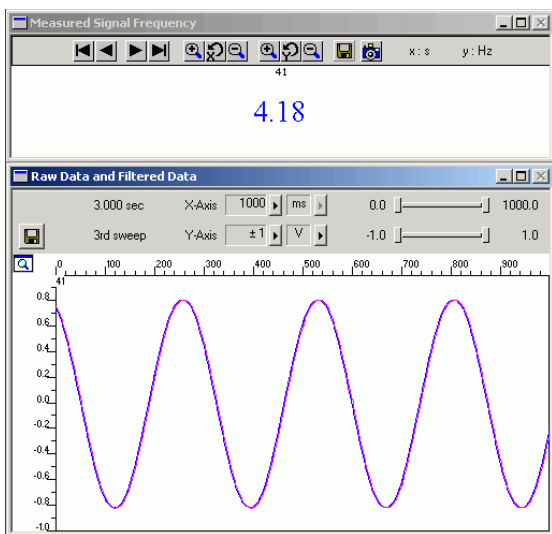 Measured Signal Frequency
x: s y: Hz
41
4.18
Raw Data and Filtered Data
3.000 sec X-Axis 1000 ms 0.0 1000.0
3rd sweep Y-Axis ±1 V -1.0 1.0
0 100 200 300 400 500 600 700 800 900
41
0.8
0.6
0.4
0.2
0.0
-0.2
-0.4
-0.6
-0.8
-1.0